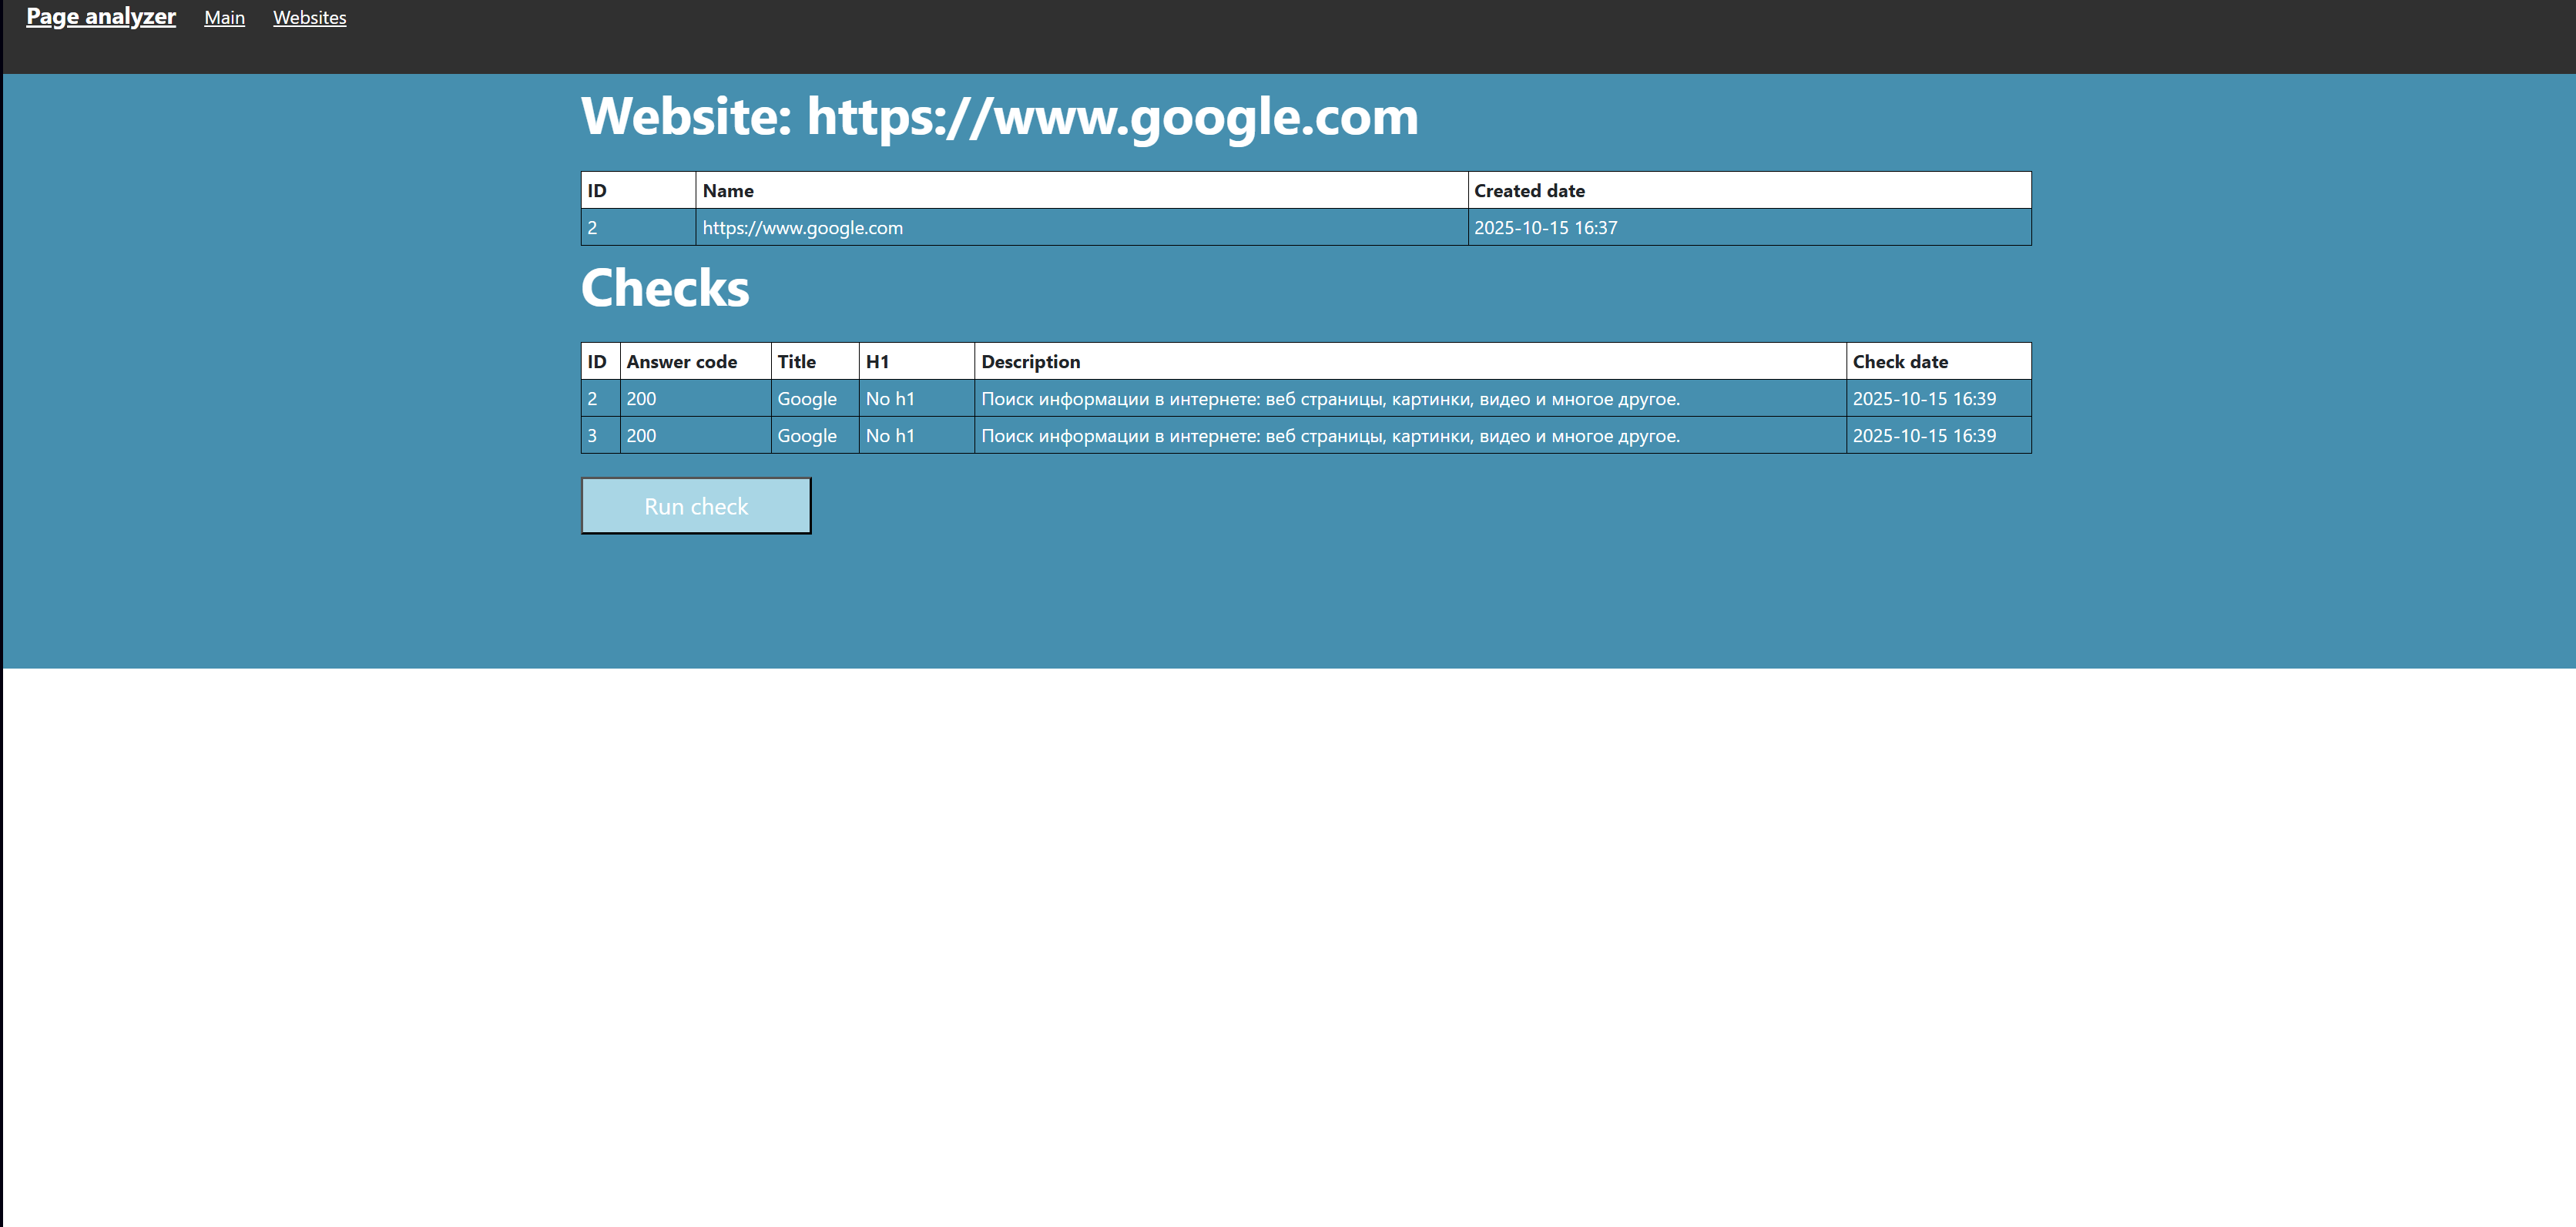 Page analyzer Main Websites
Website: https://www.google.com
ID Name Created date
2 https://www.google.com 2025-10-15 16:37
Checks
ID Answer code Title H1 Description Check date
2 200 Google No h1 Поиск информации в интернете: веб страницы, картинки, видео и многое другое. 2025-10-15 16:39
3 200 Google No h1 Поиск информации в интернете: веб страницы, картинки, видео и многое другое. 2025-10-15 16:39
Run check